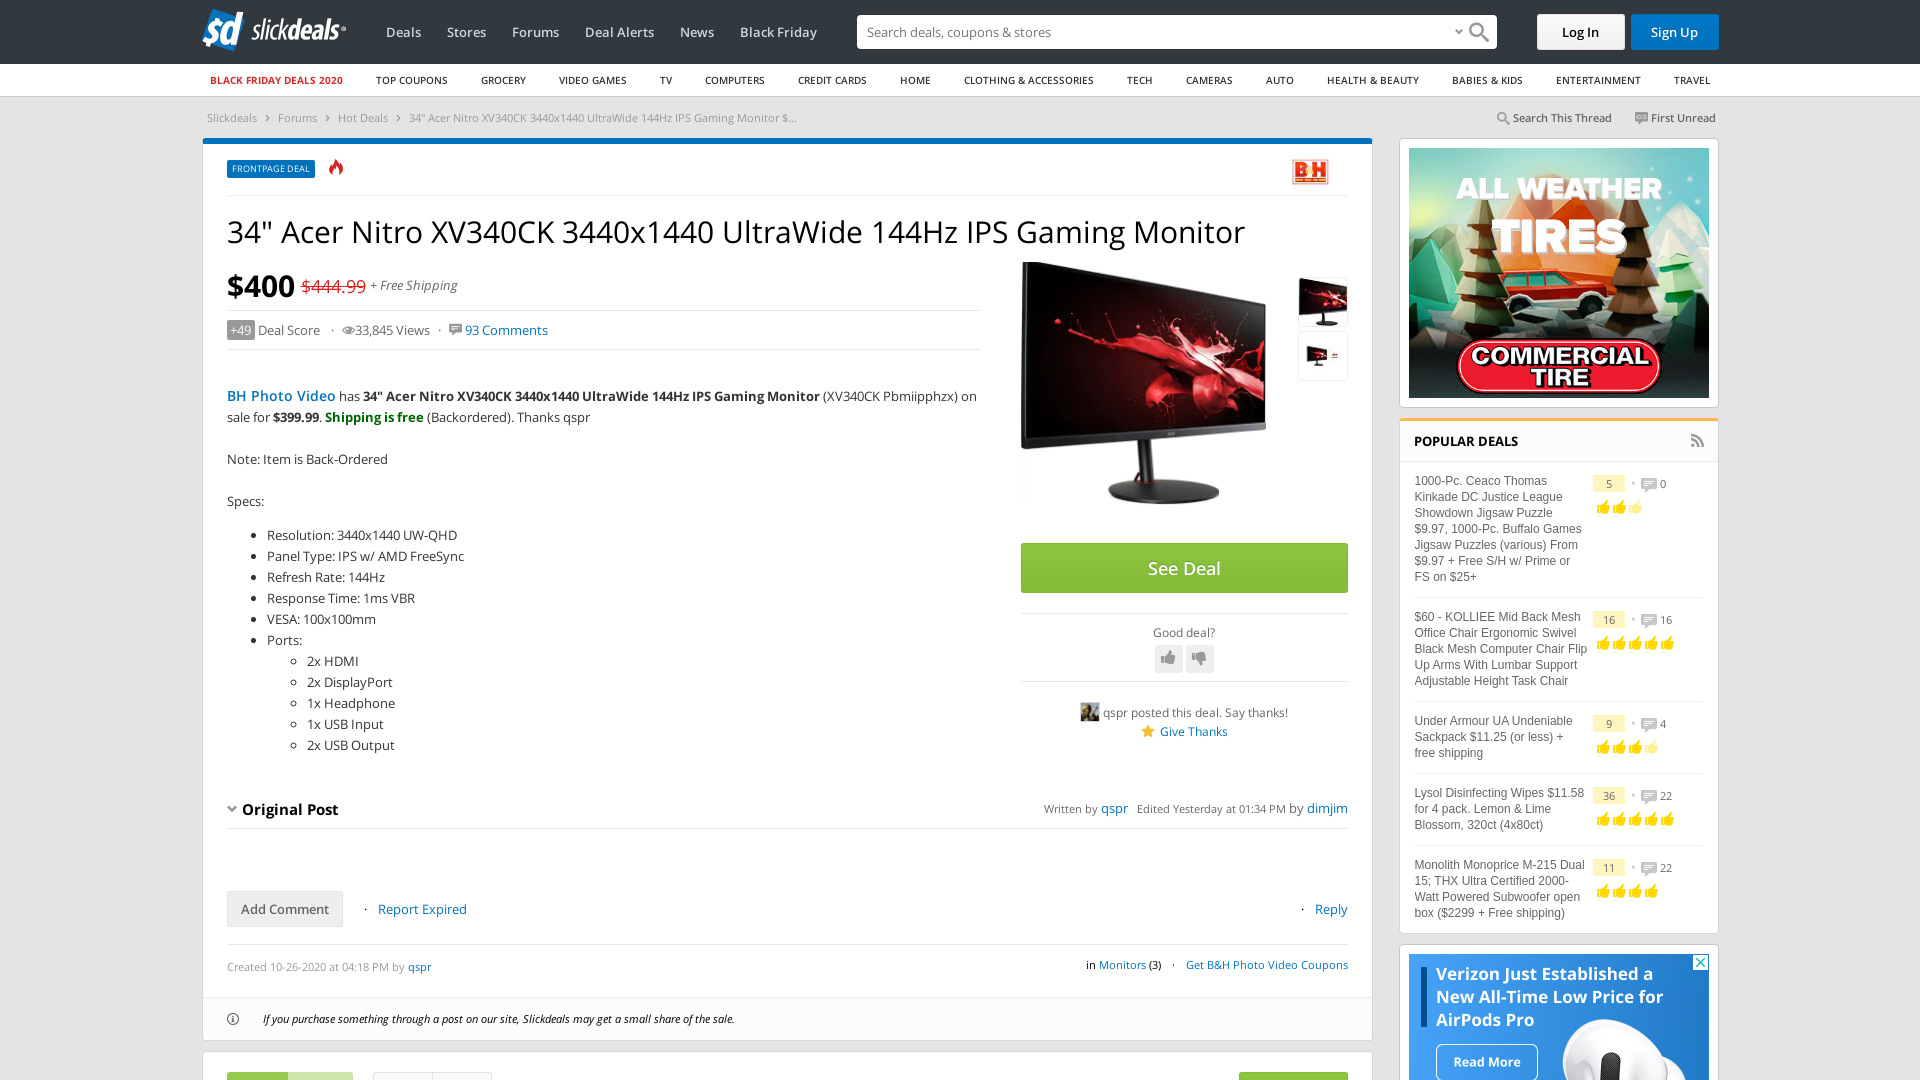 slickdeals
Deals Stores Forums Deal Alerts News Black Friday
Search deals, coupons & stores
Log In
Sign Up
BLACK FRIDAY DEALS 2020 TOP COUPONS GROCERY VIDEO GAMES TV COMPUTERS CREDIT CARDS HOME CLOTHING & ACCESSORIES TECH CAMERAS AUTO HEALTH & BEAUTY BABIES & KIDS ENTERTAINMENT TRAVEL
Slickdeals › Forums › Hot Deals › 34" Acer Nitro XV340CK 3440x1440 UltraWide 144Hz IPS Gaming Monitor $...
Search This Thread First Unread
FRONTPAGE DEAL
B&H
34" Acer Nitro XV340CK 3440x1440 UltraWide 144Hz IPS Gaming Monitor
$400 $444.99 + Free Shipping
+49 Deal Score · 33,845 Views · 93 Comments
BH Photo Video has 34" Acer Nitro XV340CK 3440x1440 UltraWide 144Hz IPS Gaming Monitor (XV340CK Pbmiipphzx) on
sale for $399.99. Shipping is free (Backordered). Thanks qspr
Note: Item is Back-Ordered
Specs:
Resolution: 3440x1440 UW-QHD
Panel Type: IPS w/ AMD FreeSync
Refresh Rate: 144Hz
Response Time: 1ms VBR
VESA: 100x100mm
Ports:
2x HDMI
2x DisplayPort
1x Headphone
1x USB Input
2x USB Output
See Deal
Good deal?
qspr posted this deal. Say thanks!
Give Thanks
Original Post
Written by qspr Edited Yesterday at 01:34 PM by dimjim
Add Comment · Report Expired
· Reply
Created 10-26-2020 at 04:18 PM by qspr
in Monitors (3) · Get B&H Photo Video Coupons
If you purchase something through a post on our site, Slickdeals may get a small share of the sale.
ALL WEATHER
TIRES
COMMERCIAL
TIRE
POPULAR DEALS
1000-Pc. Ceaco Thomas
Kinkade DC Justice League
Showdown Jigsaw Puzzle
$9.97, 1000-Pc. Buffalo Games
Jigsaw Puzzles (various) From
$9.97 + Free S/H w/ Prime or
FS on $25+
5 • 0
$60 - KOLLIEE Mid Back Mesh
Office Chair Ergonomic Swivel
Black Mesh Computer Chair Flip
Up Arms With Lumbar Support
Adjustable Height Task Chair
16 • 16
Under Armour UA Undeniable
Sackpack $11.25 (or less) +
free shipping
9 • 4
Lysol Disinfecting Wipes $11.58
for 4 pack. Lemon & Lime
Blossom, 320ct (4x80ct)
36 • 22
Monolith Monoprice M-215 Dual
15; THX Ultra Certified 2000-
Watt Powered Subwoofer open
box ($2299 + Free shipping)
11 • 22
Verizon Just Established a
New All-Time Low Price for
AirPods Pro
Read More